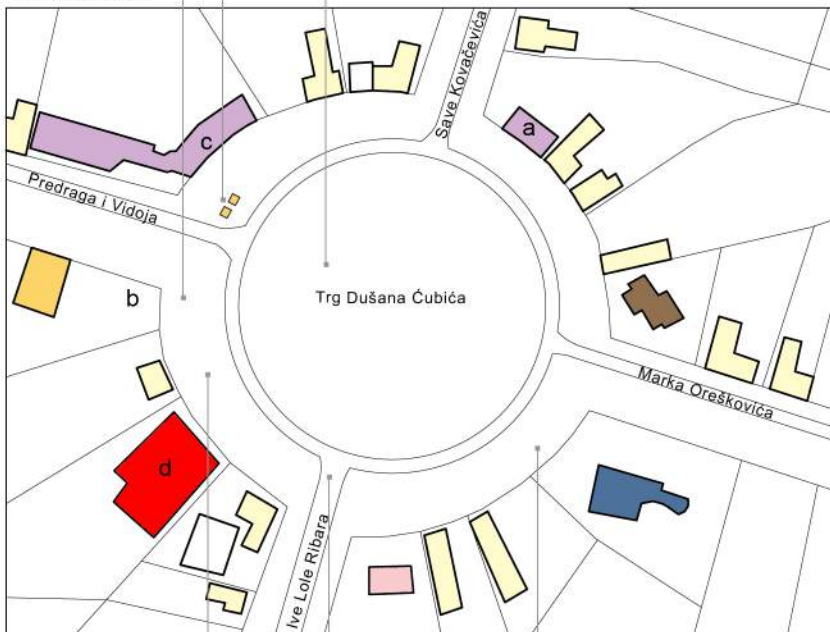 Save Kovačevića
a
c
Predraga i Vidoja
b
Trg Dušana Ćubića
Marka Oreškovića
d
Ive Lole Ribara